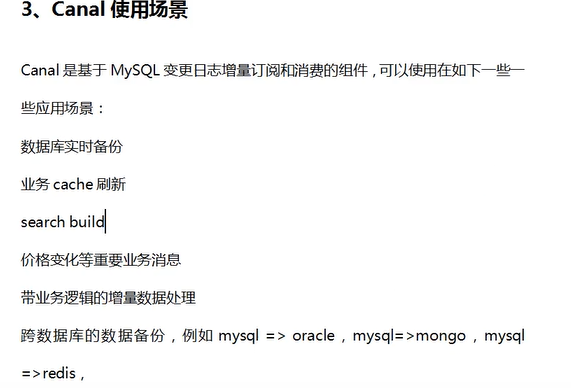 3、Canal 使用场景
Canal 是基于 MySQL 变更日志增量订阅和消费的组件，可以使用在如下一些一
些应用场景：
数据库实时备份
业务 cache 刷新
search build
价格变化等重要业务消息
带业务逻辑的增量数据处理
跨数据库的数据备份，例如 mysql => oracle，mysql=>mongo，mysql
=>redis，